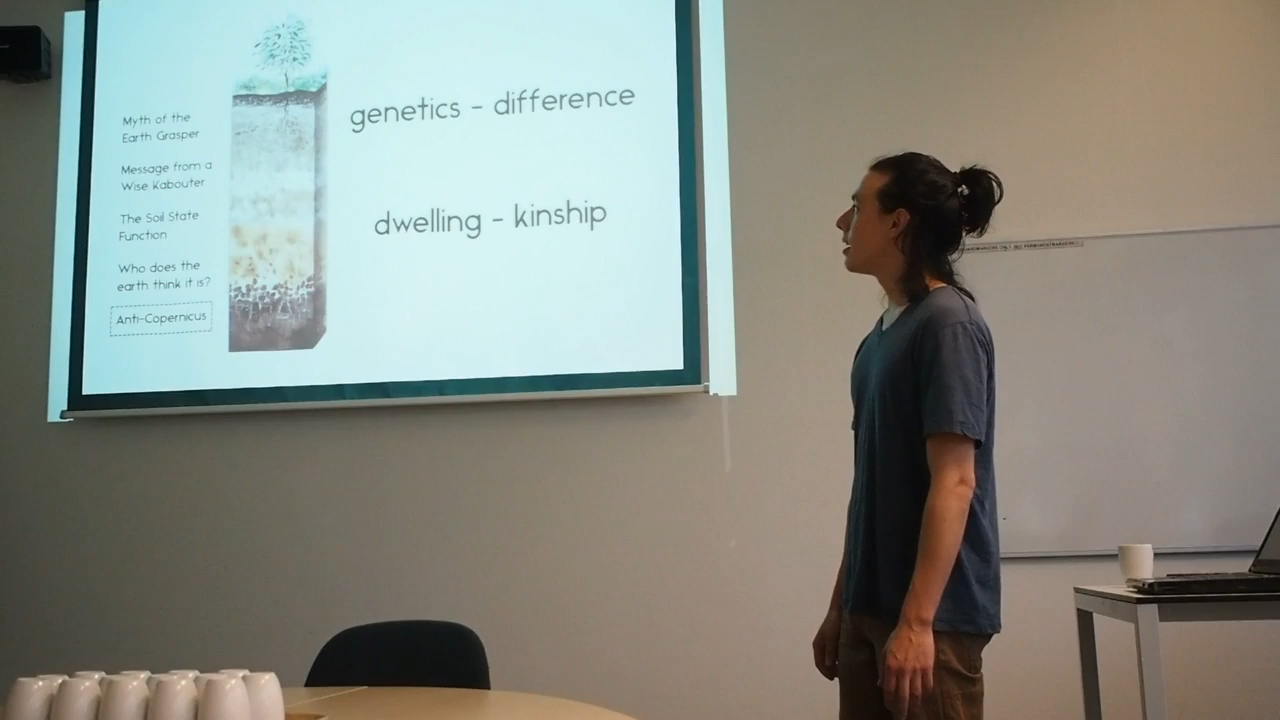 Myth of the
Earth Grasper
Message from a
Wise Kabouter
The Soil State
Function
Who does the
earth think it is?
Anti-Copernicus
genetics - difference
dwelling - kinship